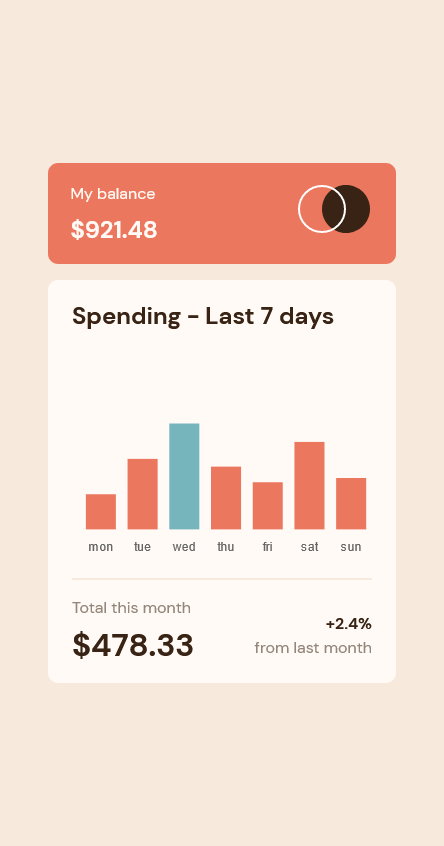 My balance
$921.48
Spending - Last 7 days
mon tue wed thu fri sat sun
Total this month
$478.33
+2.4%
from last month